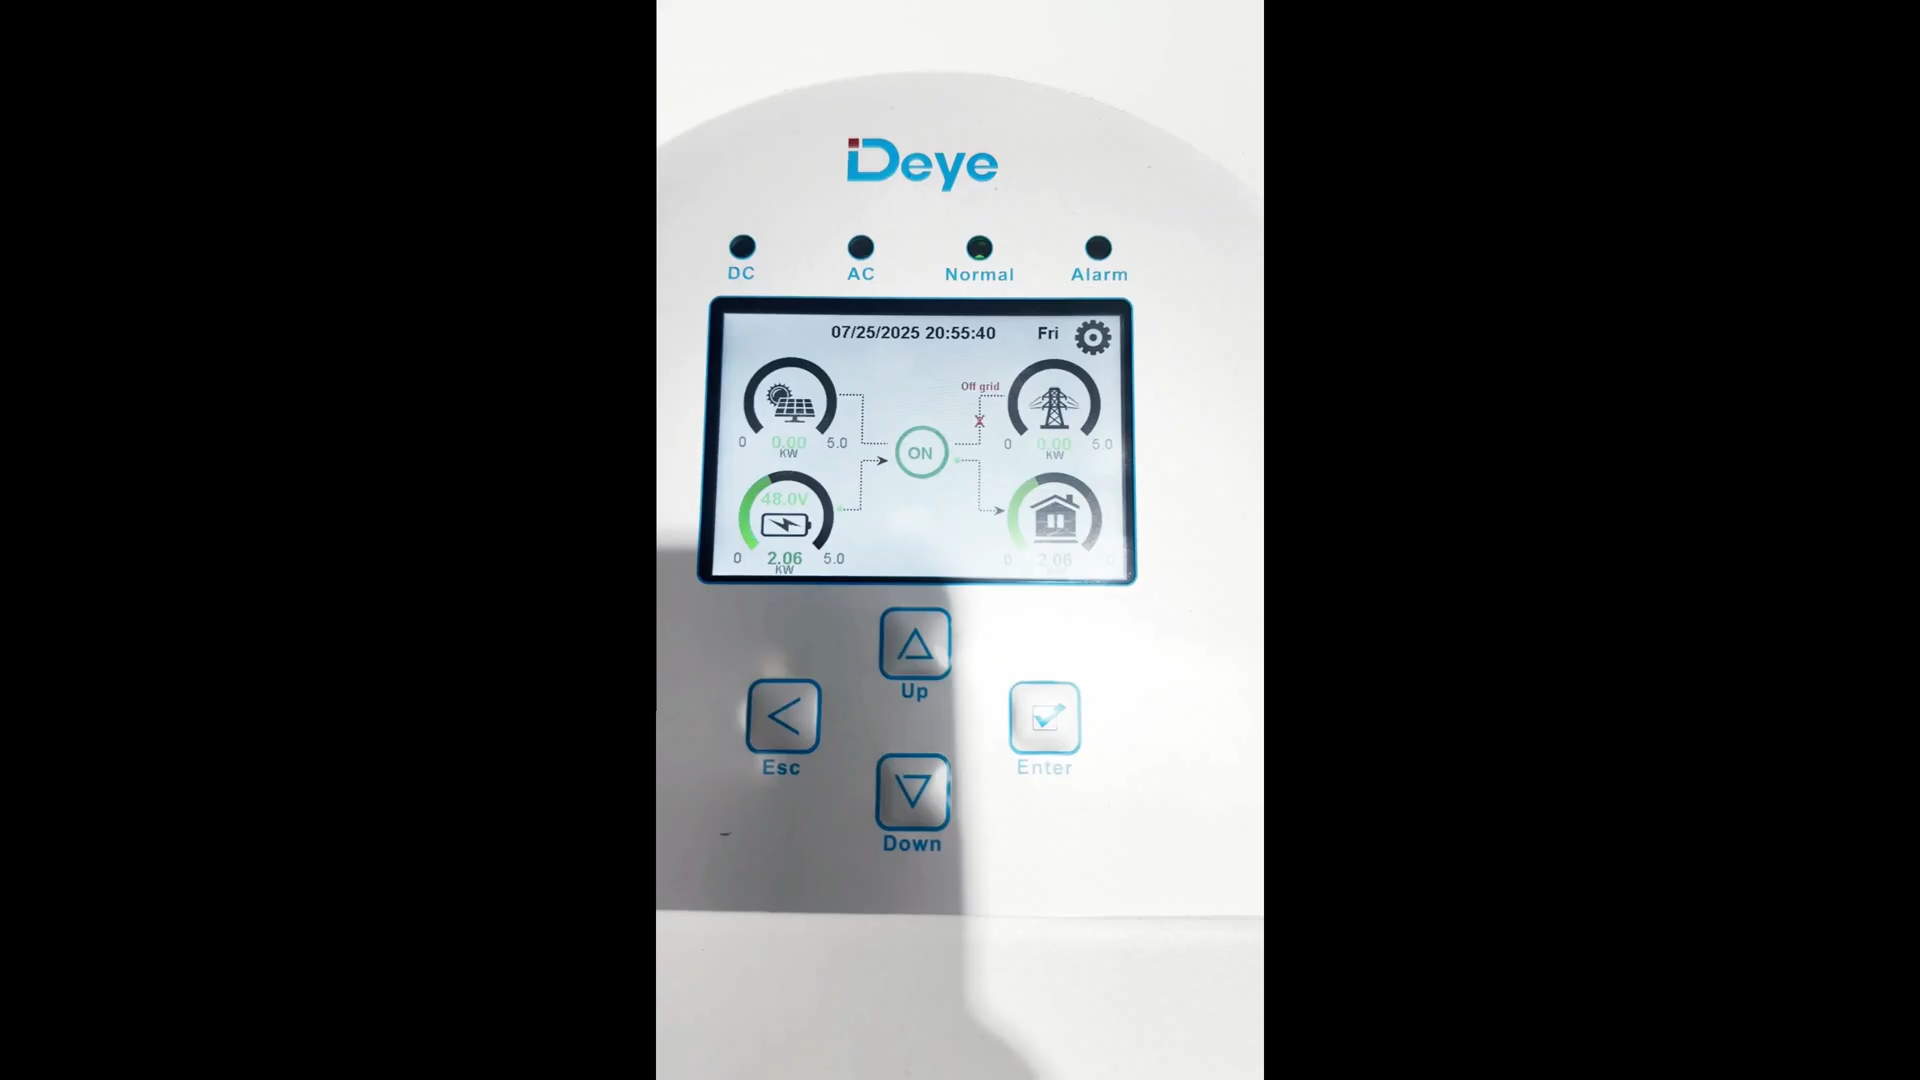 Deye
DC AC Normal Alarm
07/25/2025 20:55:40 Fri
Off grid
0 0.00 5.0 0 0.00 5.0
KW KW
ON
48.0V
0 2.06 5.0 0 2.06
KW
Up
Esc Enter
Down